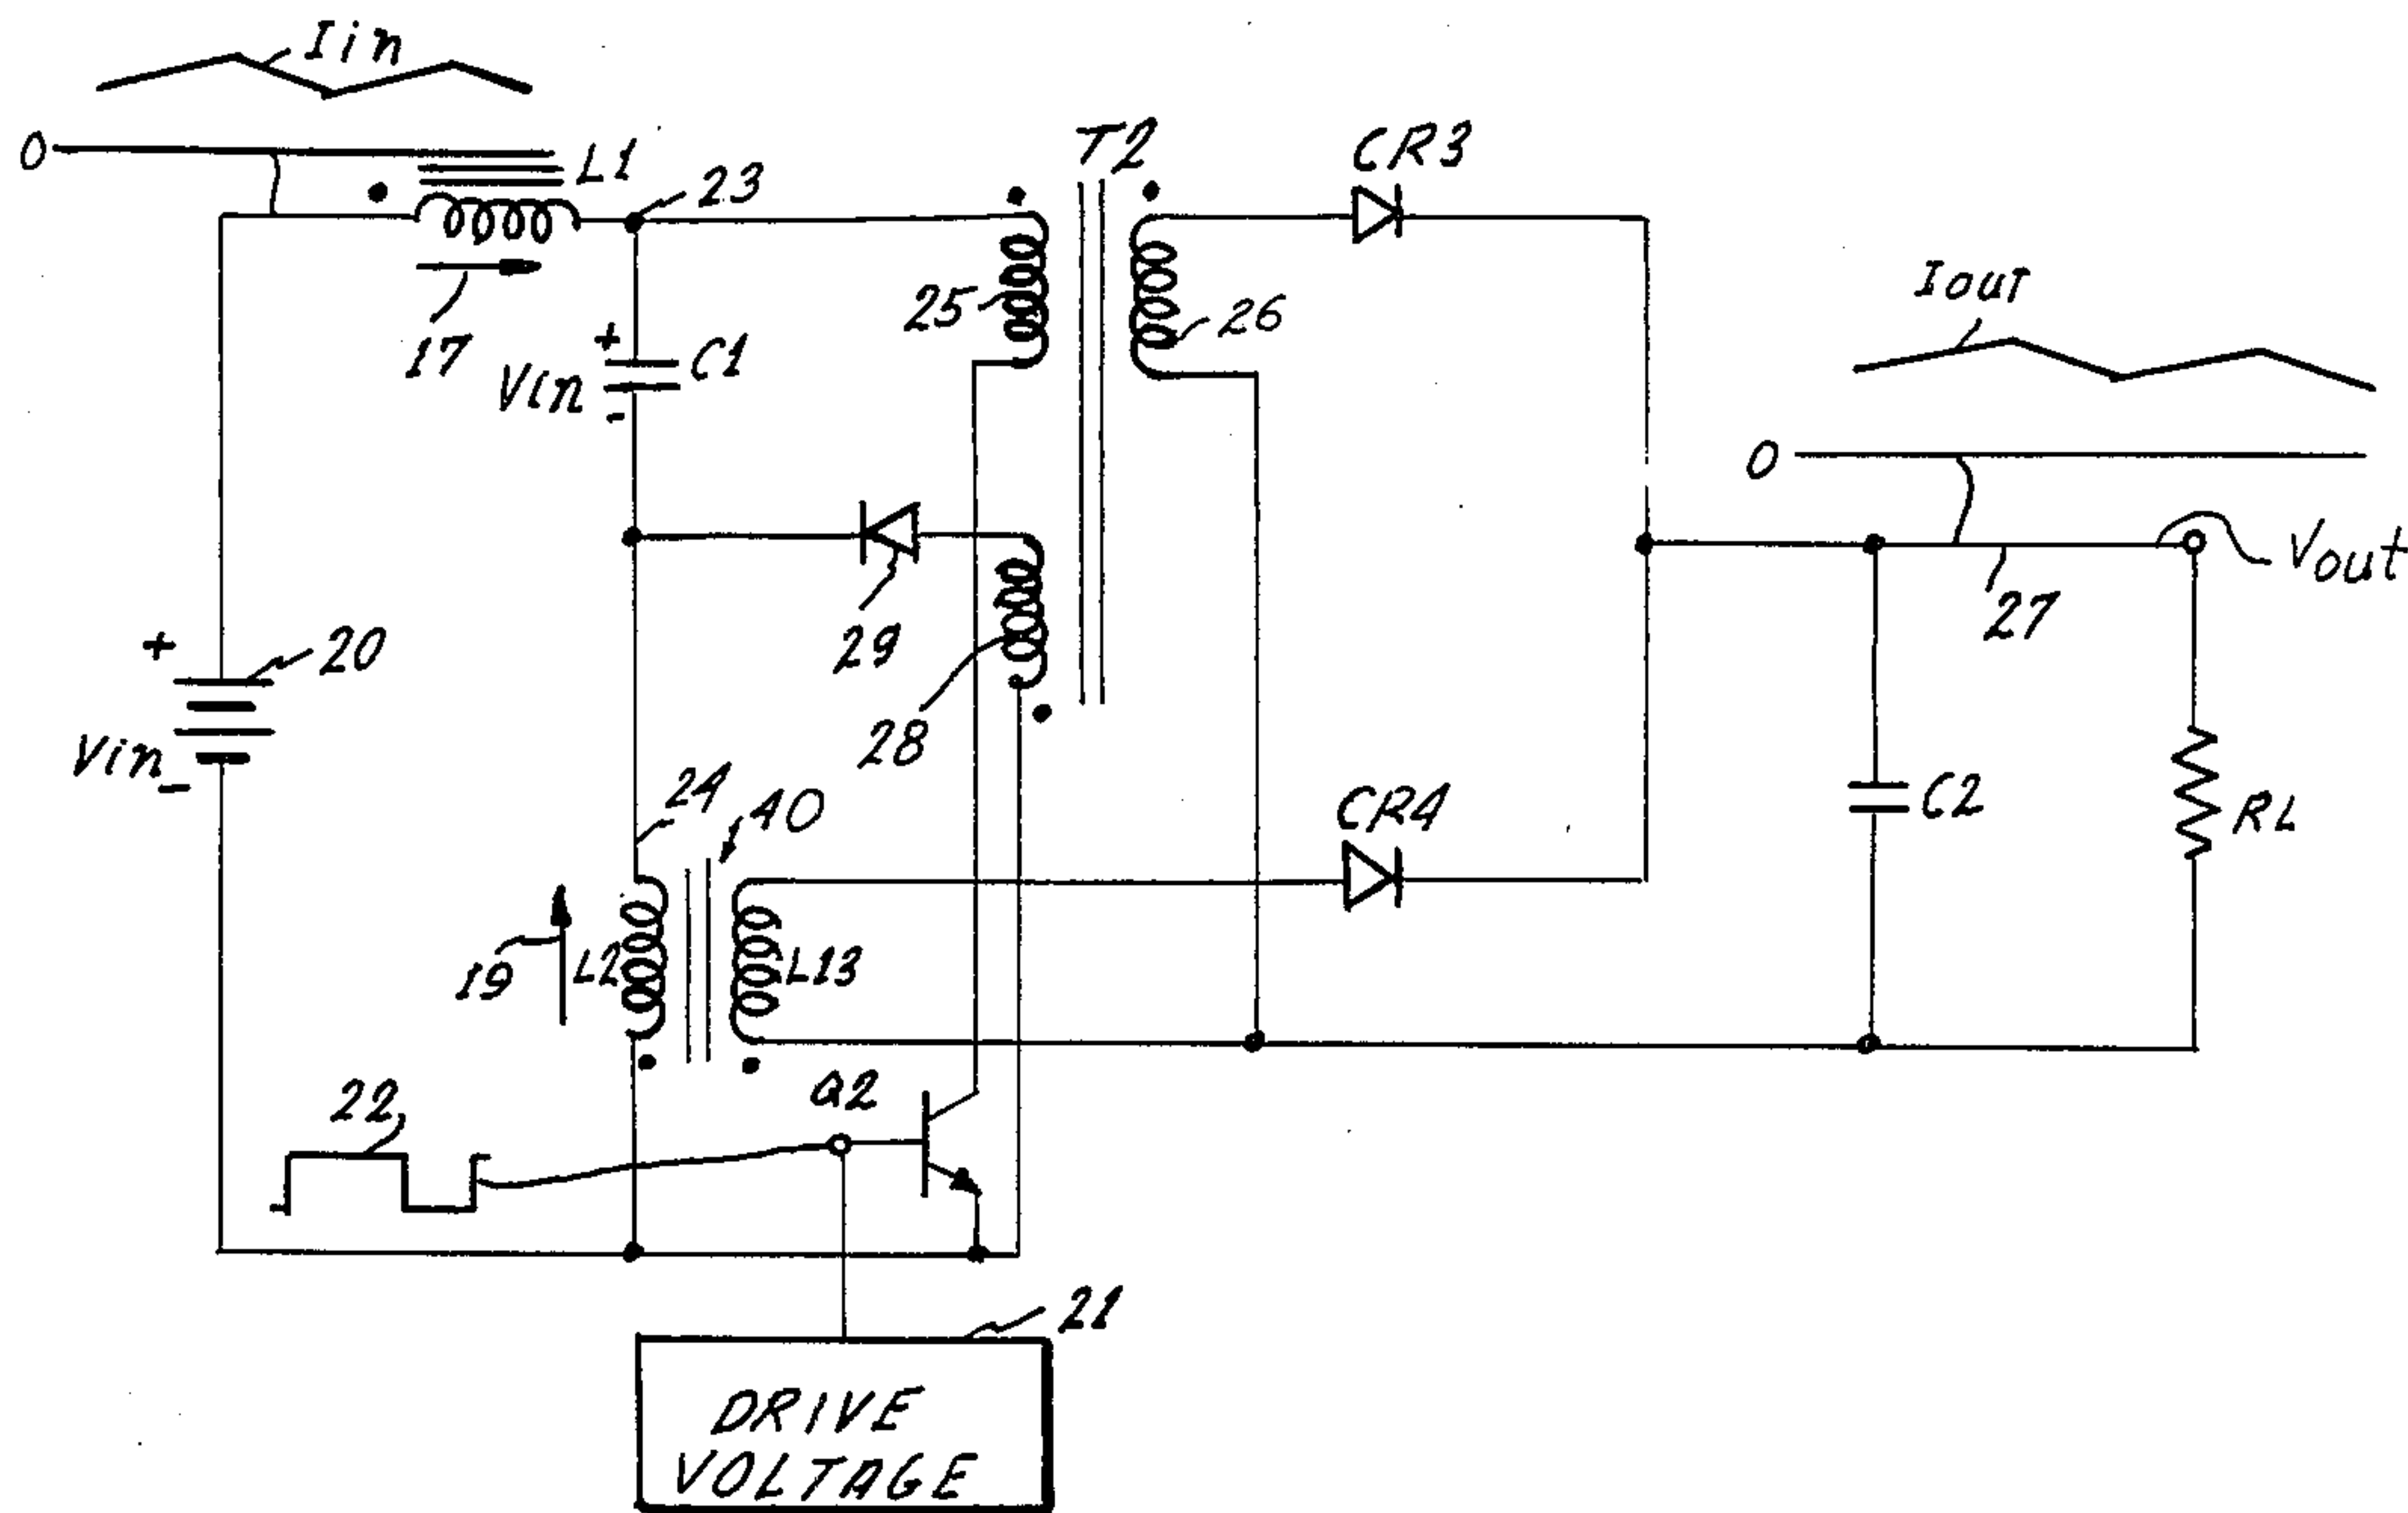 Iin
0
L1
23
T2
CR3
17
+
Vin
-
C1
25
26
Iout
0
Vout
27
29
28
+
20
Vin
-
24
40
CR4
C2
RL
19
L2
L13
22
Q2
21
DRIVE
VOLTAGE